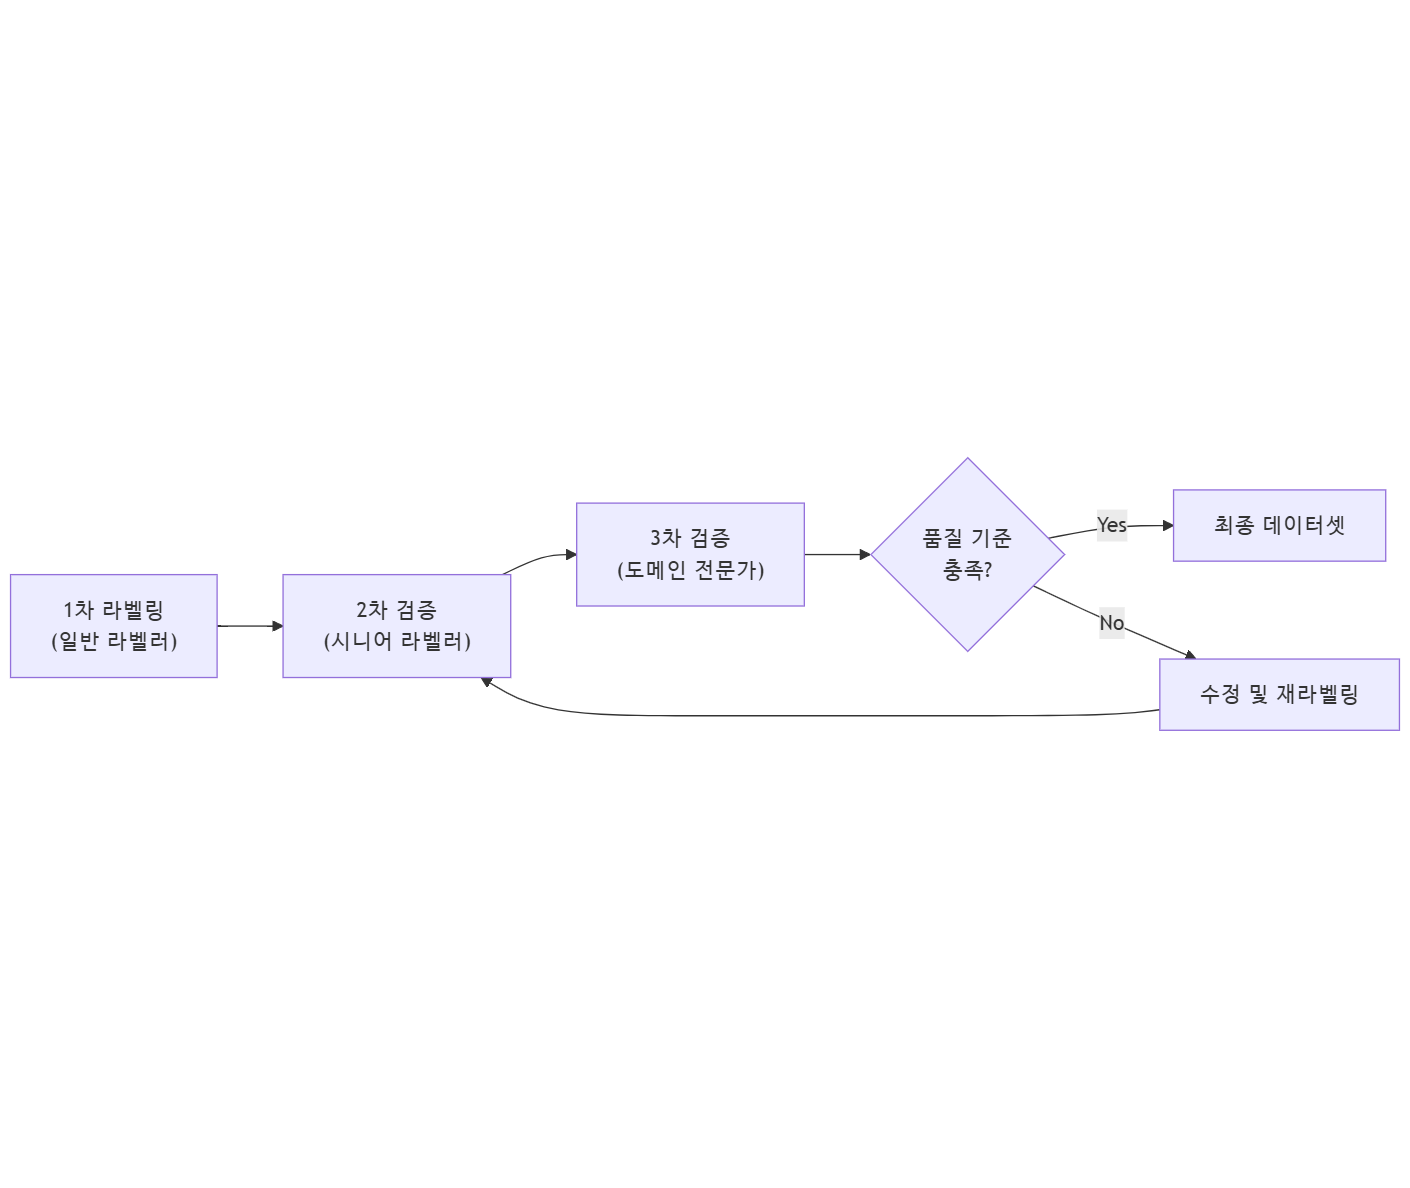 1차 라벨링
(일반 라벨러)
2차 검증
(시니어 라벨러)
3차 검증
(도메인 전문가)
품질 기준
충족?
Yes
최종 데이터셋
No
수정 및 재라벨링